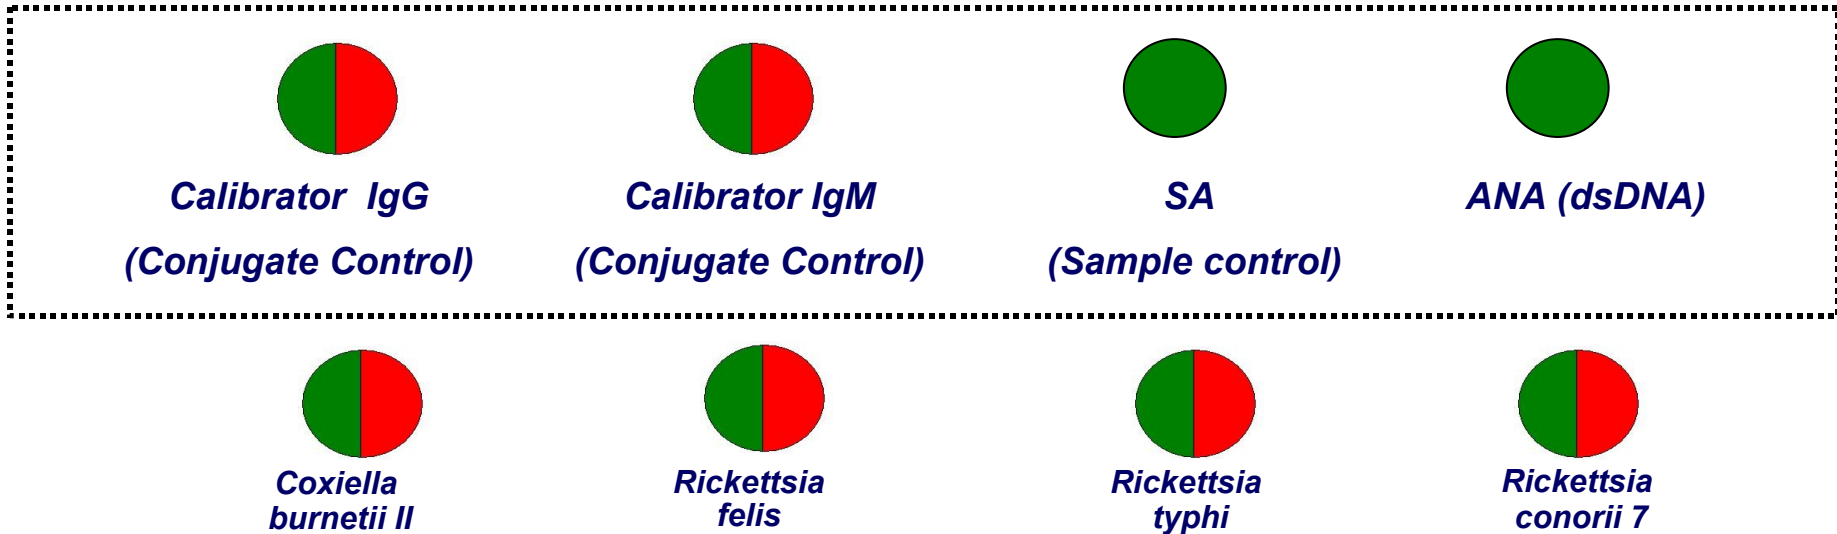 Calibrator IgG
(Conjugate Control)
Calibrator IgM
(Conjugate Control)
SA
(Sample control)
ANA (dsDNA)
Coxiella
burnetii II
Rickettsia
felis
Rickettsia
typhi
Rickettsia
conorii 7